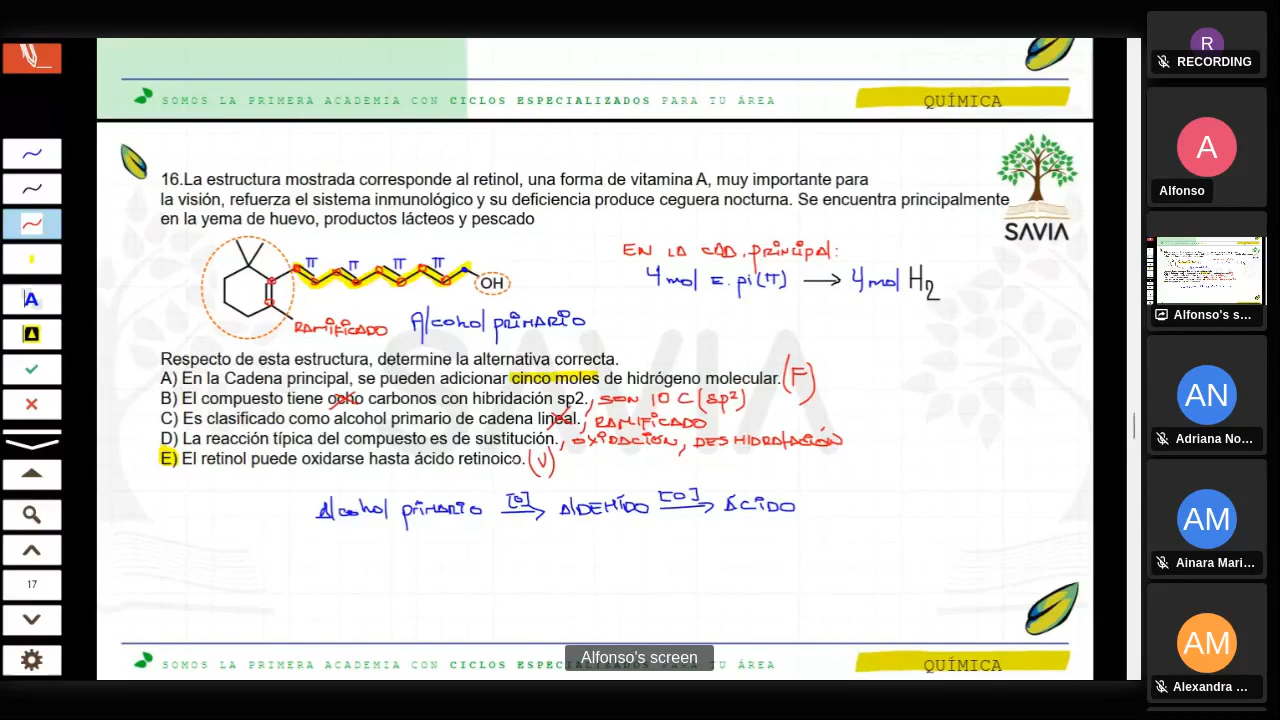 SOMOS LA PRIMERA ACADEMIA CON CICLOS ESPECIALIZADOS PARA TU ÁREA
QUÍMICA
SAVIA
16.La estructura mostrada corresponde al retinol, una forma de vitamina A, muy importante para
la visión, refuerza el sistema inmunológico y su deficiencia produce ceguera nocturna. Se encuentra principalmente
en la yema de huevo, productos lácteos y pescado
EN LA CAD. principal:
π π π π
OH
4 mol E. pi (π) → 4 mol H2
RAMIFICADO
Alcohol primario
Respecto de esta estructura, determine la alternativa correcta.
A) En la Cadena principal, se pueden adicionar cinco moles de hidrógeno molecular. (F)
B) El compuesto tiene ocho carbonos con hibridación sp2., SON 10 C (sp2)
C) Es clasificado como alcohol primario de cadena lineal., RAMIFICADO
D) La reacción típica del compuesto es de sustitución., OXIDACIÓN, DESHIDRATACIÓN
E) El retinol puede oxidarse hasta ácido retinoico. (V)
Alcohol primario [O] → AlDEHÍDO [O] → ÁCIDO
SOMOS LA PRIMERA ACADEMIA CON CICLOS ESPECIALIZADOS PARA TU ÁREA
QUÍMICA
Alfonso's screen
A
17
R
RECORDING
A
Alfonso
Alfonso's s...
AN
Adriana No...
AM
Ainara Mari...
AM
Alexandra ...